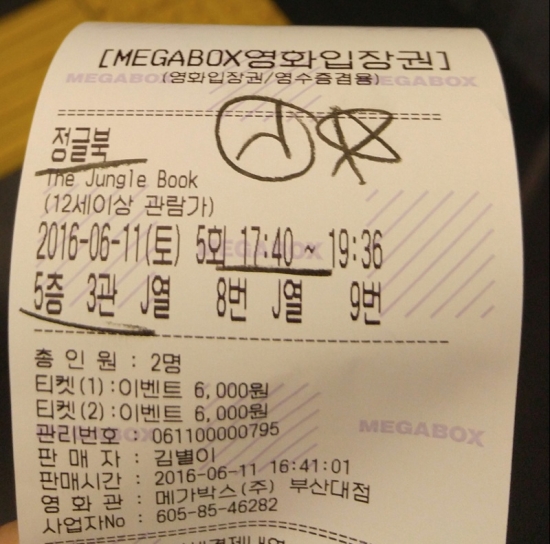 [MEGABOX영화입장권]
(영화입장권/영수증겸용)
정글북
The Jungle Book
(12세이상 관람가)
2016-06-11(토) 5회 17:40 ~ 19:36
5층 3관 J열 8번 J열 9번
총 인 원 : 2명
티켓(1):이벤트 6,000원
티켓(2):이벤트 6,000원
관리번호 : 061100000795
판 매 자 : 김별이
판매시간 : 2016-06-11 16:41:01
영 화 관 : 메가박스(주) 부산대점
사업자No : 605-85-46282